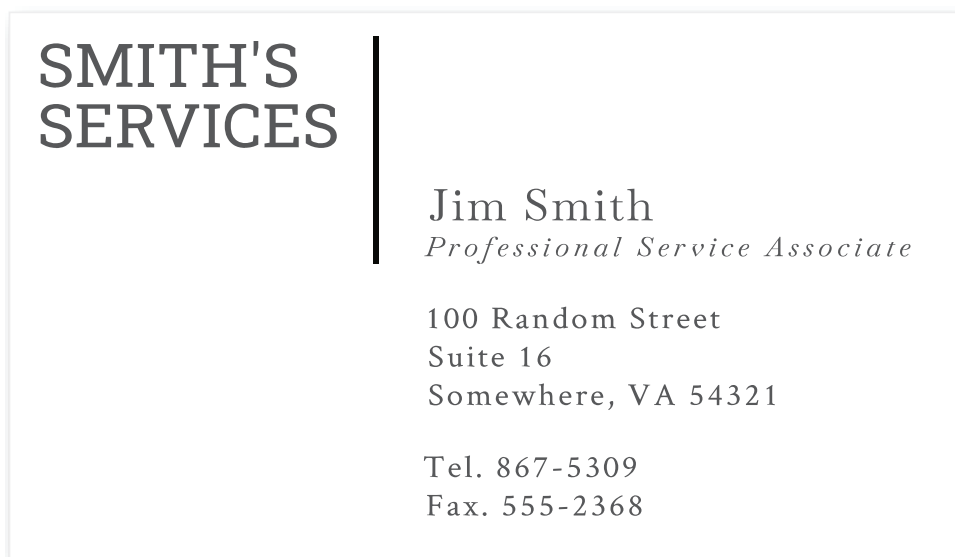 SMITH'S
SERVICES
Jim Smith
Professional Service Associate
100 Random Street
Suite 16
Somewhere, VA 54321
Tel. 867-5309
Fax. 555-2368